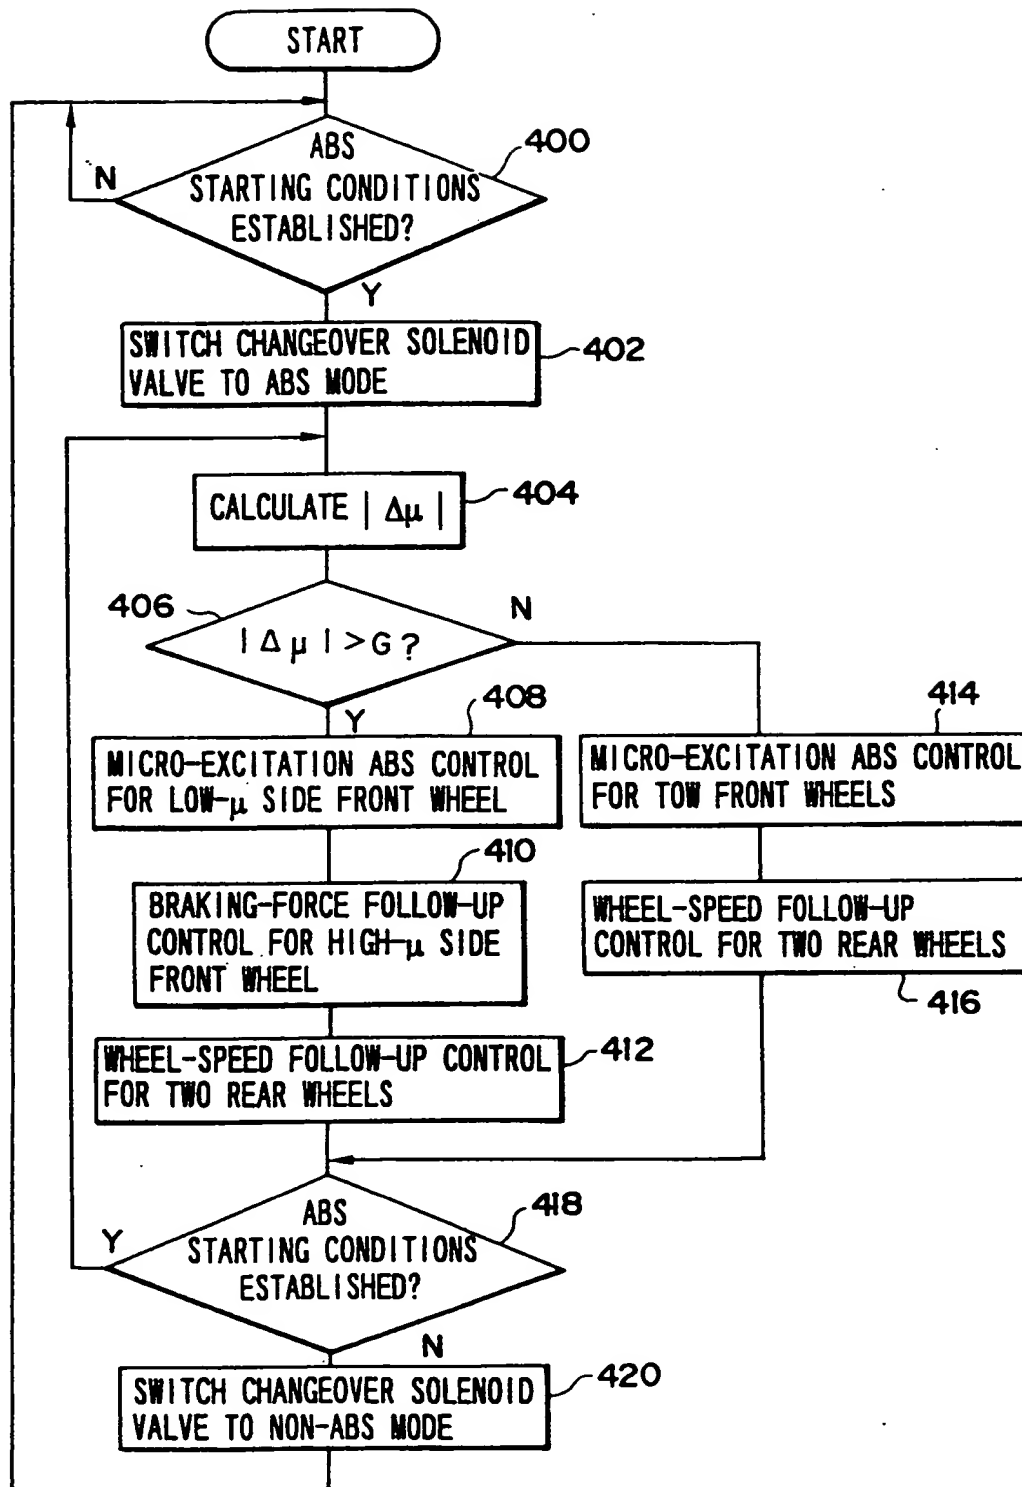 START
ABS
STARTING CONDITIONS
ESTABLISHED?
400
N
Y
SWITCH CHANGEOVER SOLENOID
VALVE TO ABS MODE
402
CALCULATE | Δμ |
404
406
| Δ μ | > G ?
N
Y
408
MICRO-EXCITATION ABS CONTROL
FOR LOW-μ SIDE FRONT WHEEL
414
MICRO-EXCITATION ABS CONTROL
FOR TOW FRONT WHEELS
410
BRAKING-FORCE FOLLOW-UP
CONTROL FOR HIGH-μ SIDE
FRONT WHEEL
WHEEL-SPEED FOLLOW-UP
CONTROL FOR TWO REAR WHEELS
416
WHEEL-SPEED FOLLOW-UP CONTROL
FOR TWO REAR WHEELS
412
ABS
STARTING CONDITIONS
ESTABLISHED?
418
Y
N
SWITCH CHANGEOVER SOLENOID
VALVE TO NON-ABS MODE
420